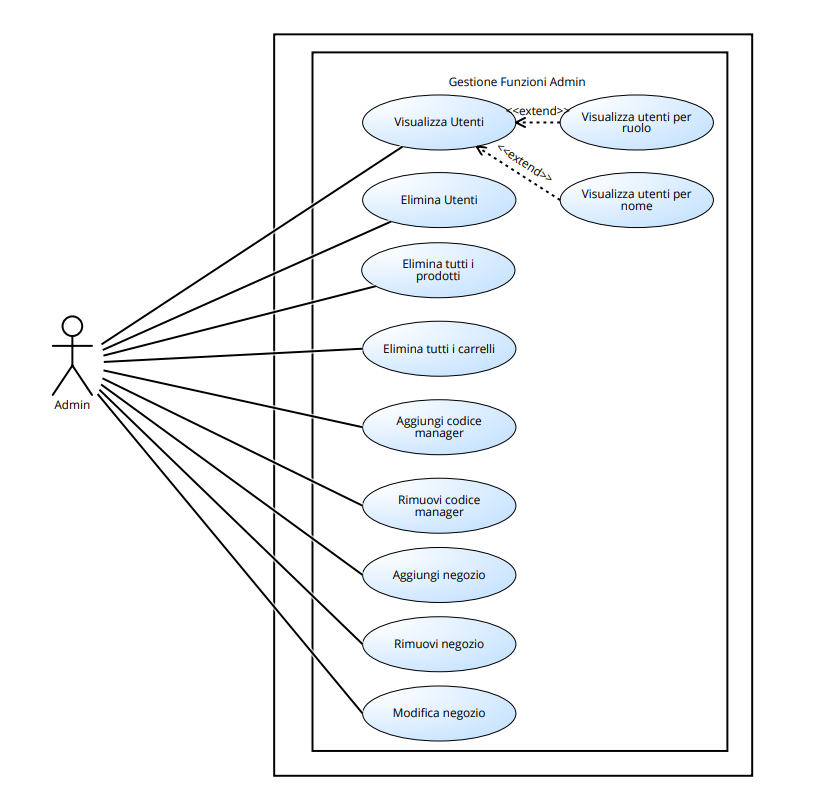 Gestione Funzioni Admin
Visualizza Utenti
<<extend>>
Visualizza utenti per
ruolo
<<extend>>
Elimina Utenti
Visualizza utenti per
nome
Elimina tutti i
prodotti
Elimina tutti i carrelli
Admin
Aggiungi codice
manager
Rimuovi codice
manager
Aggiungi negozio
Rimuovi negozio
Modifica negozio